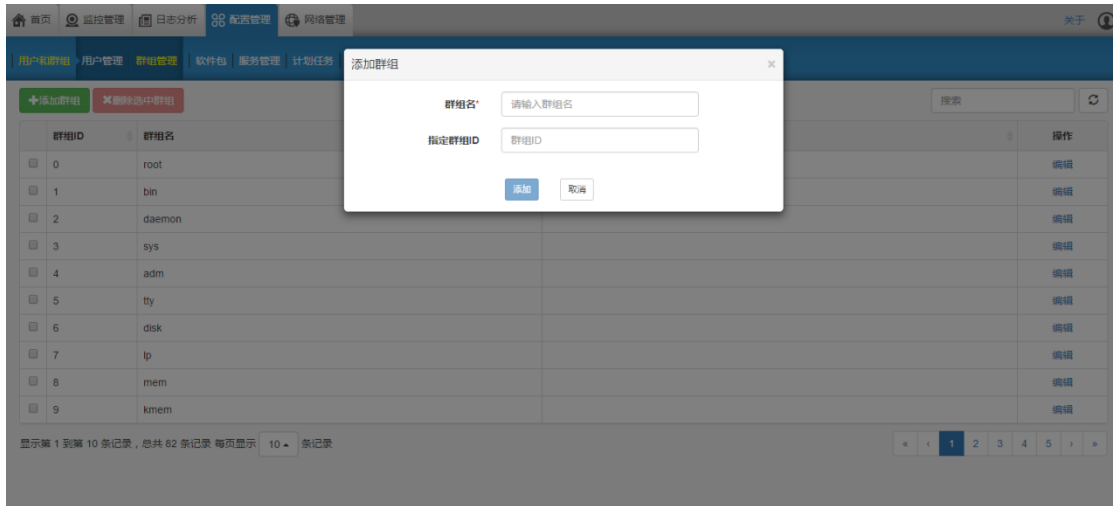 首页 监控管理 日志分析 配置管理 网络管理 关于
用户和群组 用户管理 群组管理 软件包 服务管理 计划任务
添加群组 ×
群组名* 请输入群组名
指定群组ID 群组ID
添加 取消
添加群组 删除选中群组 搜索
群组ID 群组名 操作
0 root 编辑
1 bin 编辑
2 daemon 编辑
3 sys 编辑
4 adm 编辑
5 tty 编辑
6 disk 编辑
7 lp 编辑
8 mem 编辑
9 kmem 编辑
显示第 1 到第 10 条记录，总共 82 条记录 每页显示 10 条记录
« ‹ 1 2 3 4 5 › »